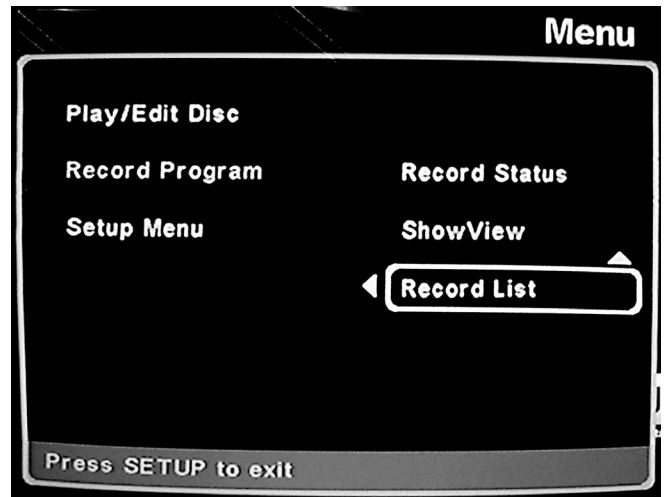 Menu
Play/Edit Disc
Record Program
Record Status
Setup Menu
ShowView
Record List
Press SETUP to exit